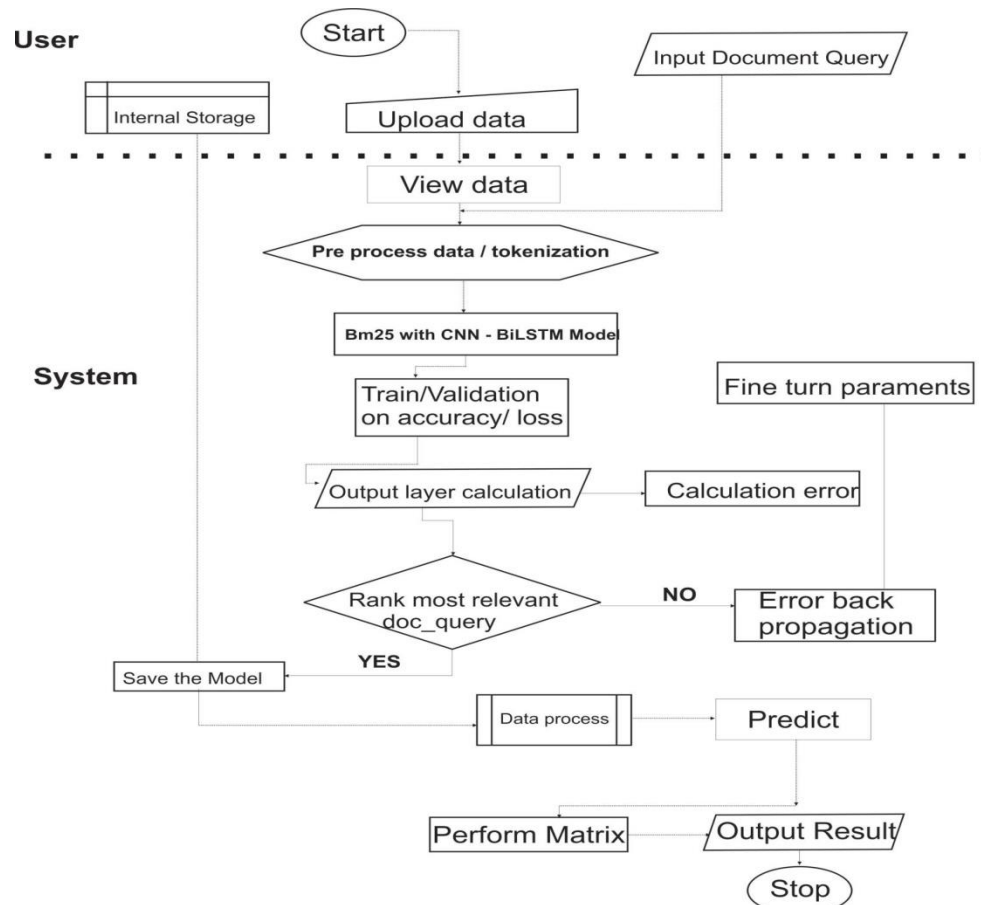 User
Start
Input Document Query
Internal Storage
Upload data
View data
Pre process data / tokenization
Bm25 with CNN - BiLSTM Model
System
Train/Validation
on accuracy/ loss
Fine turn paraments
Output layer calculation
Calculation error
Rank most relevant
doc_query
NO
Error back
propagation
YES
Save the Model
Data process
Predict
Perform Matrix
Output Result
Stop